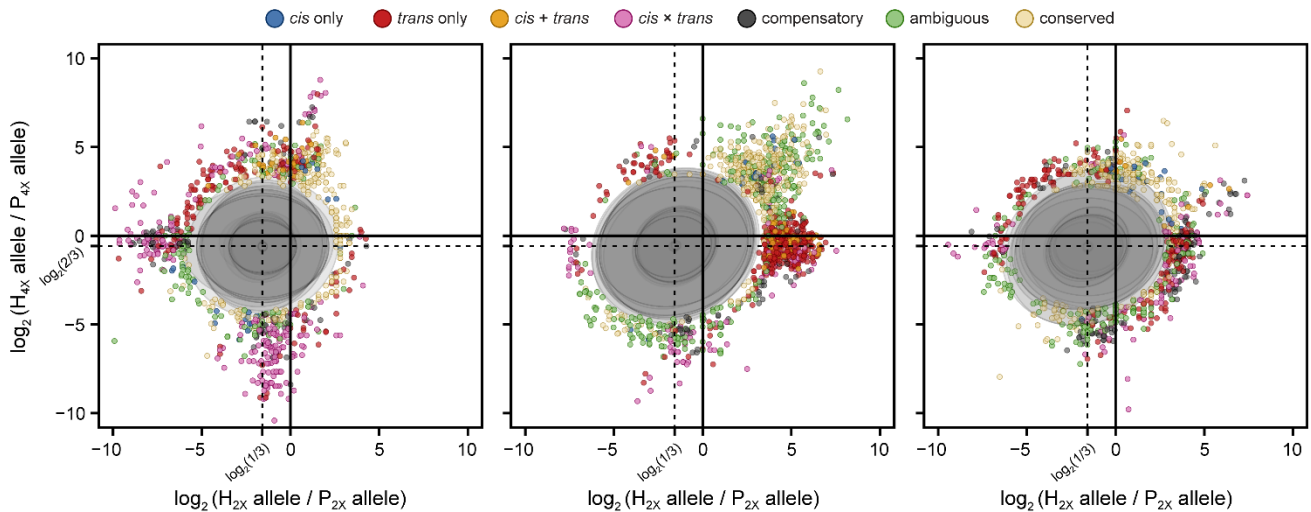 cis only trans only cis + trans cis × trans compensatory ambiguous conserved
10
5
0
log2(2/3)
−5
−10
log2 (H4X allele / P4X allele)
−10 −5 0 5 10 −10 −5 0 5 10 −10 −5 0 5 10
log2(1/3) log2(1/3) log2(1/3)
log2 (H2X allele / P2X allele) log2 (H2X allele / P2X allele) log2 (H2X allele / P2X allele)